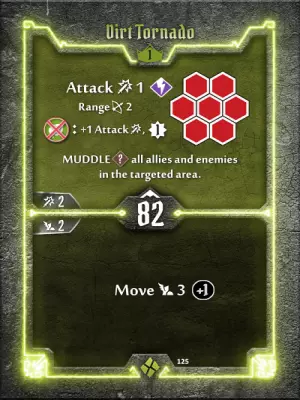 Dirt Tornado
1
Attack 1
Range 2
: +1 Attack, 1
MUDDLE all allies and enemies
in the targeted area.
2
82
2
Move 3 +1
125